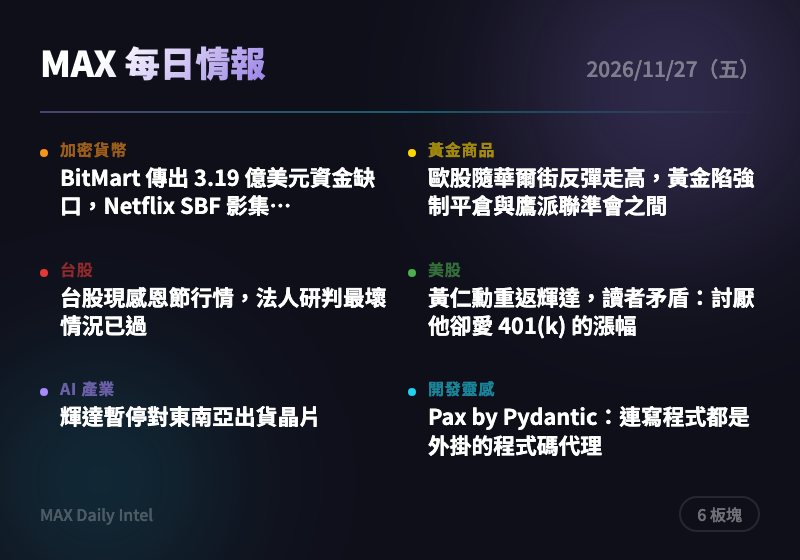 MAX 每日情報
2026/11/27（五）
加密貨幣
BitMart 傳出 3.19 億美元資金缺
口，Netflix SBF 影集…
黃金商品
歐股隨華爾街反彈走高，黃金陷強
制平倉與鷹派聯準會之間
台股
台股現感恩節行情，法人研判最壞
情況已過
美股
黃仁勳重返輝達，讀者矛盾：討厭
他卻愛 401(k) 的漲幅
AI 產業
輝達暫停對東南亞出貨晶片
開發靈感
Pax by Pydantic：連寫程式都是
外掛的程式碼代理
MAX Daily Intel
6 板塊